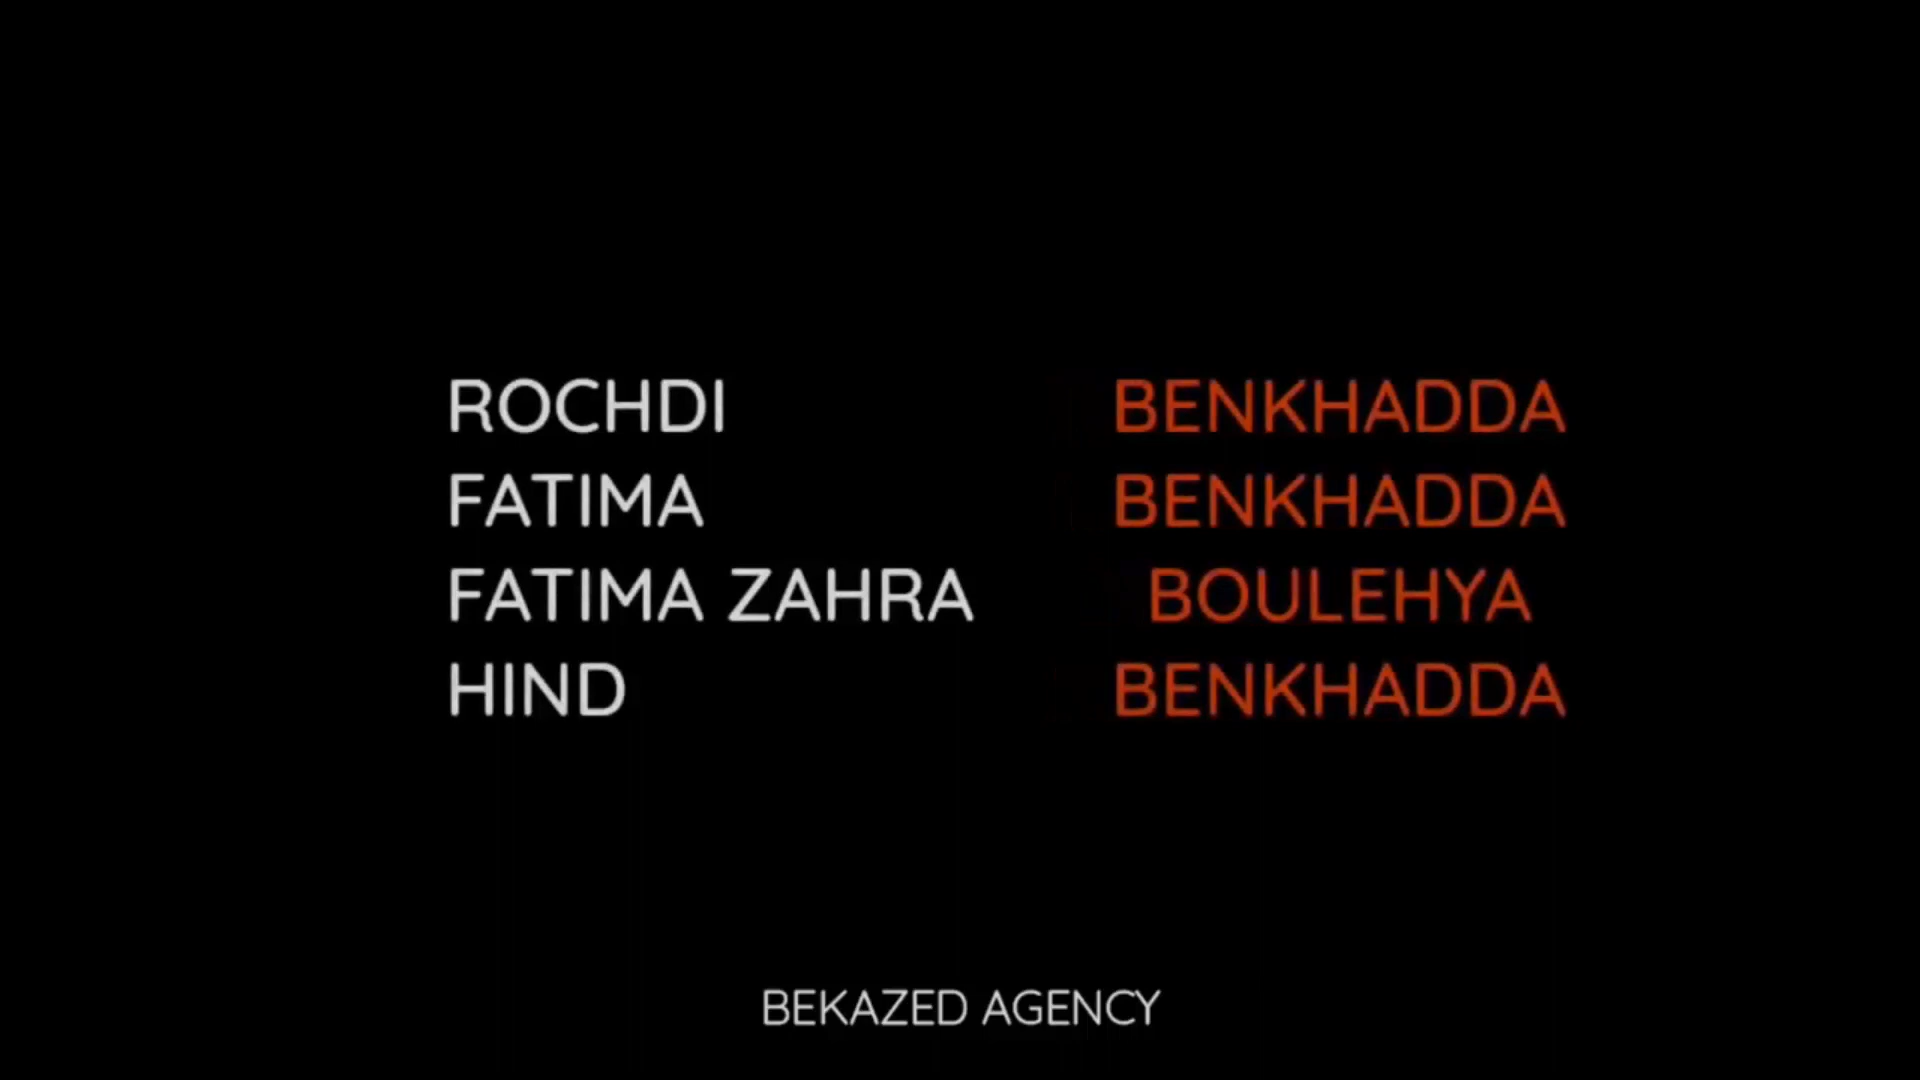 ROCHDI BENKHADDA
FATIMA BENKHADDA
FATIMA ZAHRA BOULEHYA
HIND BENKHADDA
BEKAZED AGENCY